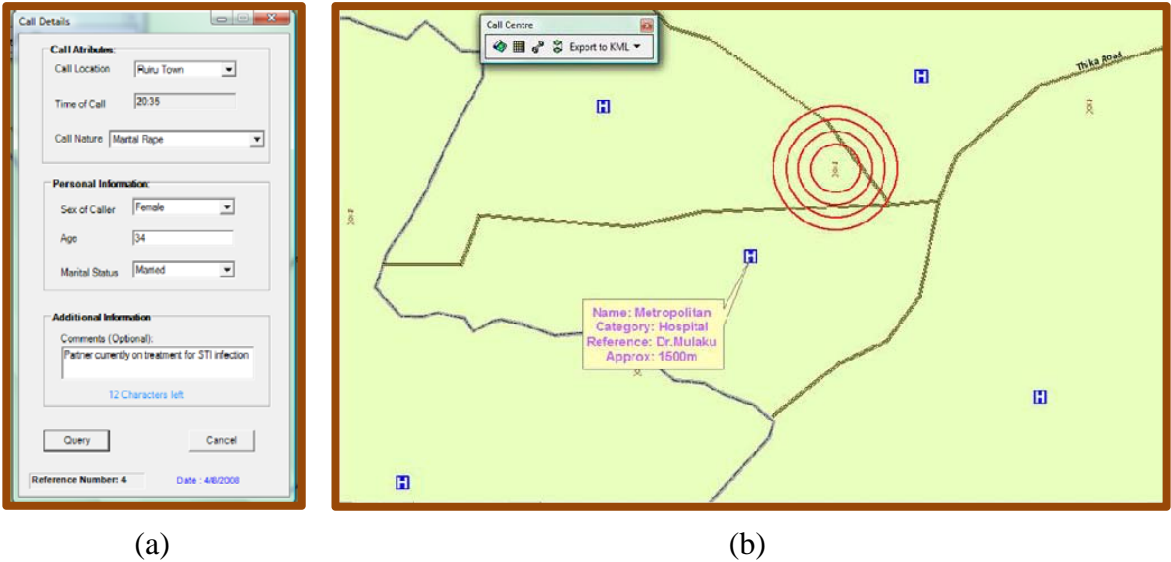 Call Details
Call Atributes:
Call Location Ruiru Town
Time of Call 20:35
Call Nature Marital Rape
Personal Information:
Sex of Caller Female
Age 34
Marital Status Married
Additional Information
Comments (Optional):
Partner currently on treatment for STI infection
12 Characters left
Query Cancel
Reference Number: 4 Date : 4/8/2008
(a)
Call Centre
Export to KML
Thika Road
H
H
H
Name: Metropolitan
Category: Hospital
Reference: Dr.Mulaku
Approx: 1500m
H
H
(b)